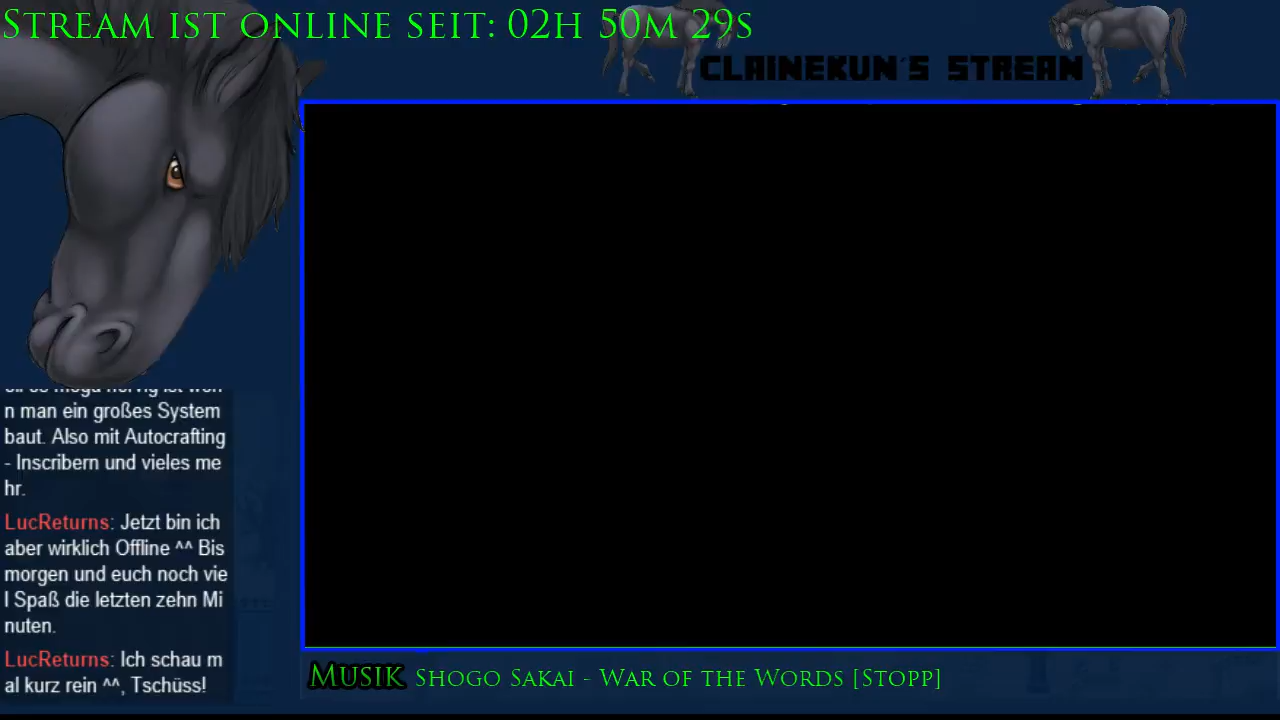 STREAM IST ONLINE SEIT: 02H 50M 29S
CLAINEKUN'S STREAM
n man ein großes System
baut. Also mit Autocrafting
- Inscribern und vieles me
hr.
LucReturns: Jetzt bin ich
aber wirklich Offline ^^ Bis
morgen und euch noch vie
l Spaß die letzten zehn Mi
nuten.
LucReturns: Ich schau m
al kurz rein ^^, Tschüss!
MUSIK SHOGO SAKAI - WAR OF THE WORDS [STOPP]